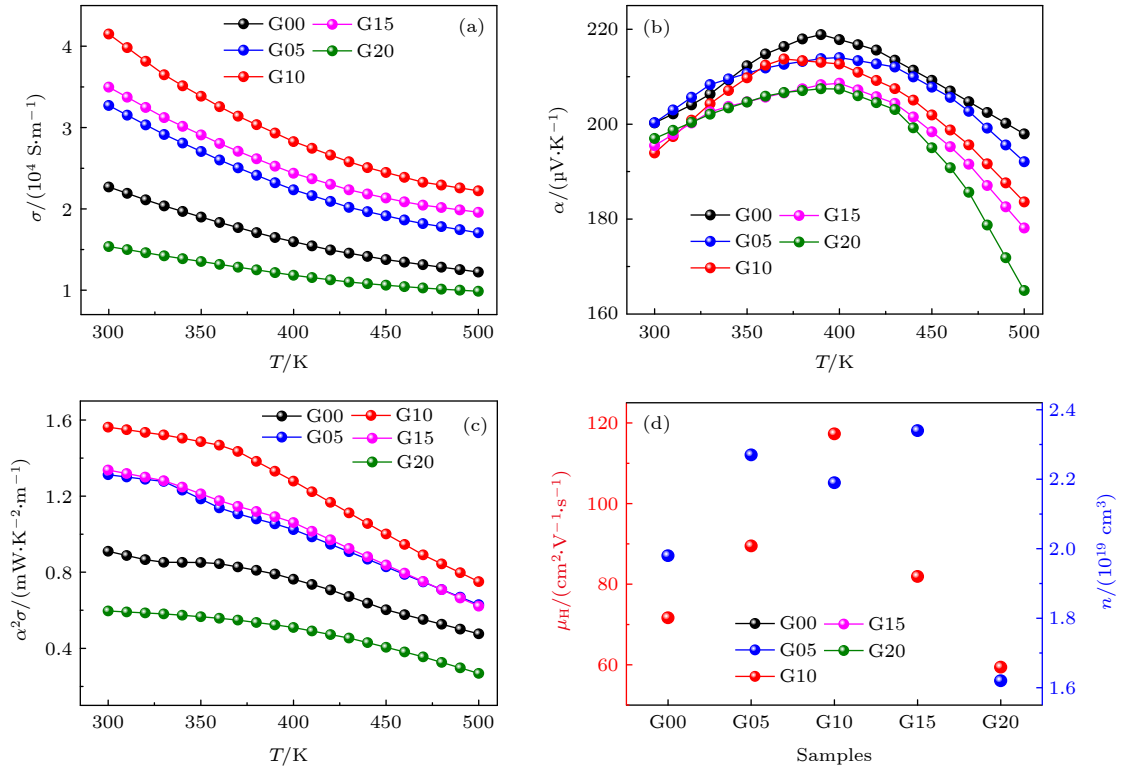 (a)
G00 G15
G05 G20
G10
4
3
2
1
σ/(10⁴ S·m⁻¹)
300 350 400 450 500
T/K
(b)
220
200
180
160
α/(μV·K⁻¹)
G00 G15
G05 G20
G10
300 350 400 450 500
T/K
(c)
G00 G10
G05 G15
G20
1.6
1.2
0.8
0.4
α²σ/(mW·K⁻²·m⁻¹)
300 350 400 450 500
T/K
(d)
120
100
80
60
μH/(cm²·V⁻¹·s⁻¹)
2.4
2.2
2.0
1.8
1.6
n/(10¹⁹ cm³)
G00 G15
G05 G20
G10
G00 G05 G10 G15 G20
Samples